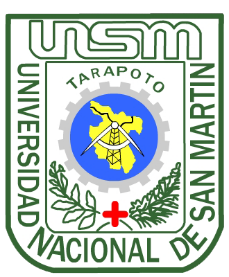 UNSM
TARAPOTO
UNIVERSIDAD NACIONAL DE SAN MARTIN